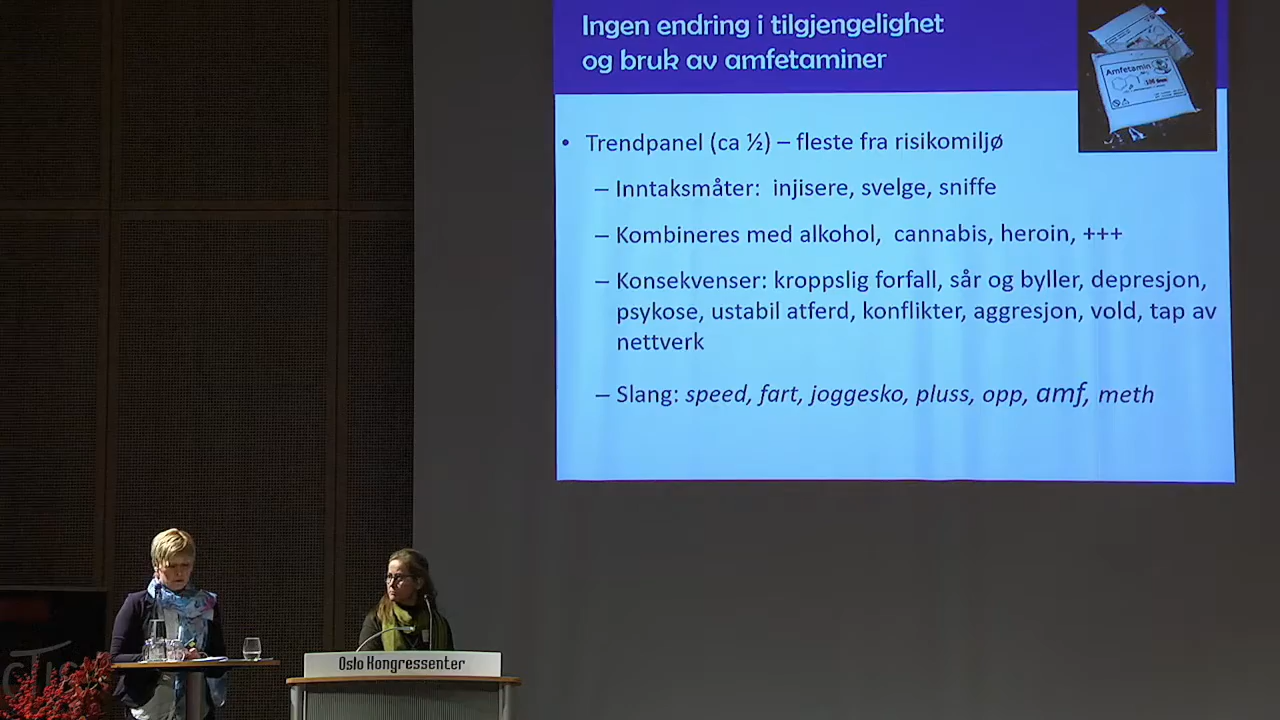 Ingen endring i tilgjengelighet
og bruk av amfetaminer
Amfetamin
• Trendpanel (ca ½) – fleste fra risikomiljø
– Inntaksmåter: injisere, svelge, sniffe
– Kombineres med alkohol, cannabis, heroin, +++
– Konsekvenser: kroppslig forfall, sår og byller, depresjon,
psykose, ustabil atferd, konflikter, aggresjon, vold, tap av
nettverk
– Slang: speed, fart, joggesko, pluss, opp, amf, meth
Oslo Kongressenter